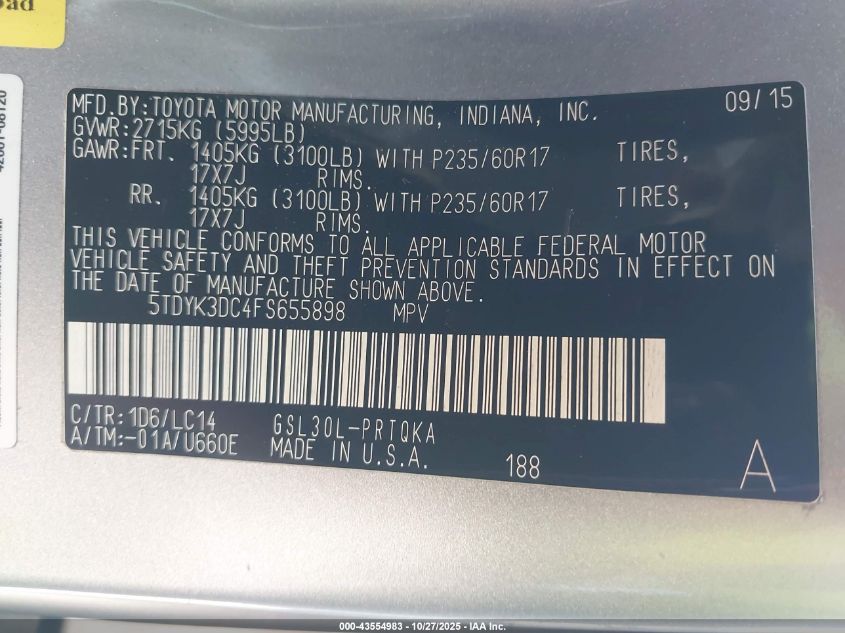 ad
42661-08120
MFD.BY:TOYOTA MOTOR MANUFACTURING, INDIANA, INC. 09/15
GVWR:2715KG (5995LB)
GAWR:FRT. 1405KG (3100LB) WITH P235/60R17 TIRES,
17X7J RIMS.
RR. 1405KG (3100LB) WITH P235/60R17 TIRES,
17X7J RIMS.
THIS VEHICLE CONFORMS TO ALL APPLICABLE FEDERAL MOTOR
VEHICLE SAFETY AND THEFT PREVENTION STANDARDS IN EFFECT ON
THE DATE OF MANUFACTURE SHOWN ABOVE.
5TDYK3DC4FS655898 MPV
C/TR:1D6/LC14 GSL30L-PRTQKA
A/TM:-01A/U660E MADE IN U.S.A. 188 A
000-43554983 - 10/27/2025 - IAA Inc.